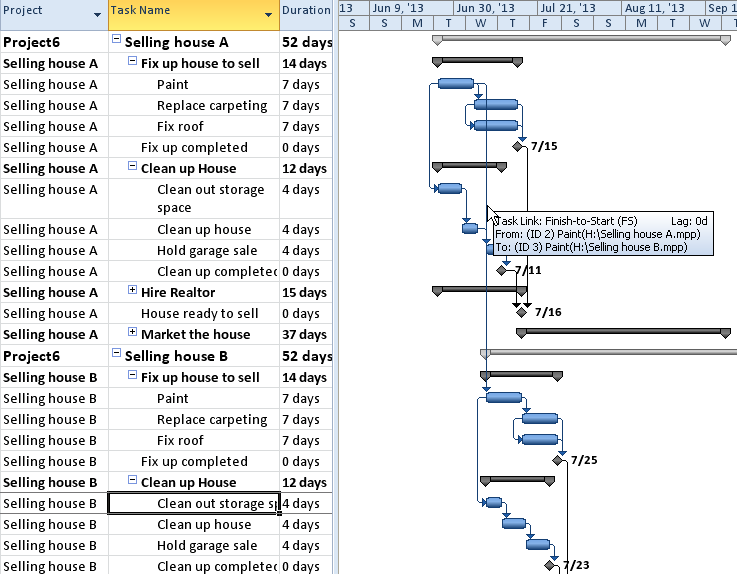 Project Task Name Duration 13 Jun 9, '13 Jun 30, '13 Jul 21, '13 Aug 11, '13 Sep 1
S S M T W T F S S M T W T
Project6 Selling house A 52 days
Selling house A Fix up house to sell 14 days
Selling house A Paint 7 days
Selling house A Replace carpeting 7 days
Selling house A Fix roof 7 days
Selling house A Fix up completed 0 days 7/15
Selling house A Clean up House 12 days
Selling house A Clean out storage space 4 days
Task Link: Finish-to-Start (FS) Lag: 0d
From: (ID 2) Paint(H:\Selling house A.mpp)
To: (ID 3) Paint(H:\Selling house B.mpp)
Selling house A Clean up house 4 days
Selling house A Hold garage sale 4 days
Selling house A Clean up completed 0 days 7/11
Selling house A Hire Realtor 15 days
Selling house A House ready to sell 0 days 7/16
Selling house A Market the house 37 days
Project6 Selling house B 52 days
Selling house B Fix up house to sell 14 days
Selling house B Paint 7 days
Selling house B Replace carpeting 7 days
Selling house B Fix roof 7 days
Selling house B Fix up completed 0 days 7/25
Selling house B Clean up House 12 days
Selling house B Clean out storage sp 4 days
Selling house B Clean up house 4 days
Selling house B Hold garage sale 4 days
Selling house B Clean up completed 0 days 7/23